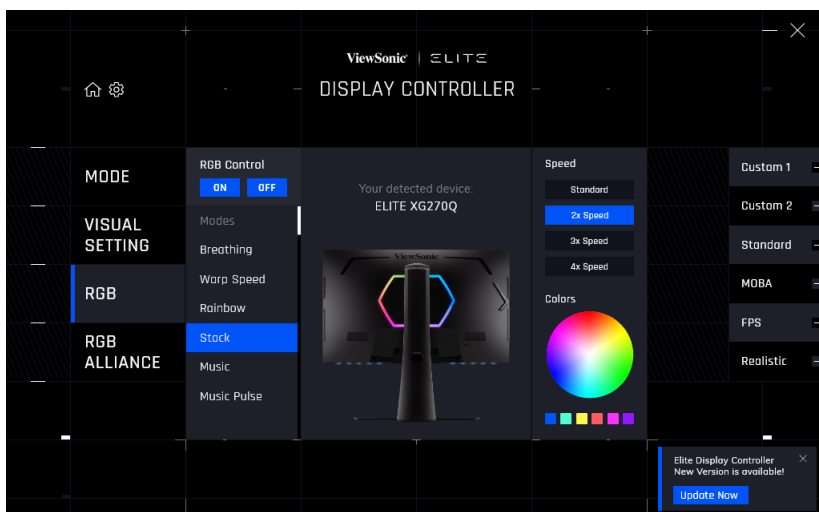 ViewSonic | ELITE
DISPLAY CONTROLLER
MODE
VISUAL
SETTING
RGB
RGB
ALLIANCE
RGB Control
ON OFF
Modes
Breathing
Warp Speed
Rainbow
Stack
Music
Music Pulse
Your detected device:
ELITE XG270Q
ViewSonic
Speed
Standard
2x Speed
3x Speed
4x Speed
Colors
Custom 1
Custom 2
Standard
MOBA
FPS
Realistic
Elite Display Controller
New Version is available!
Update Now